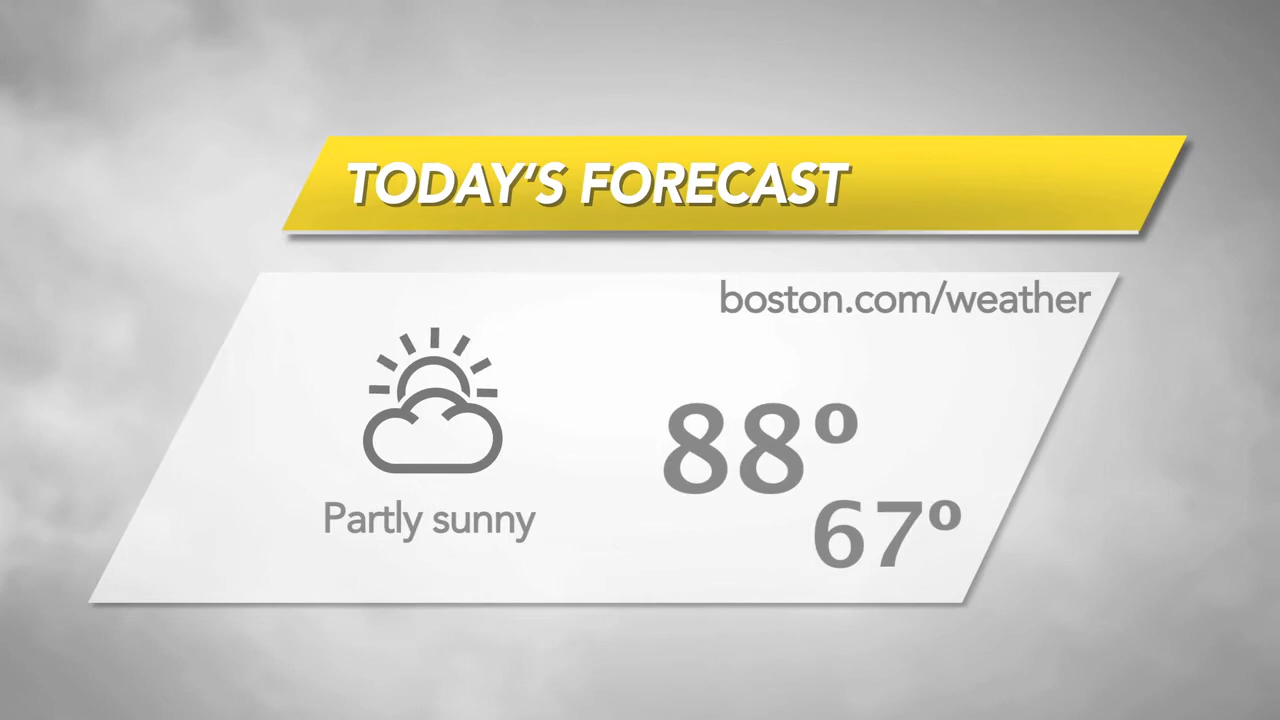 TODAY'S FORECAST
boston.com/weather
88º
67º
Partly sunny